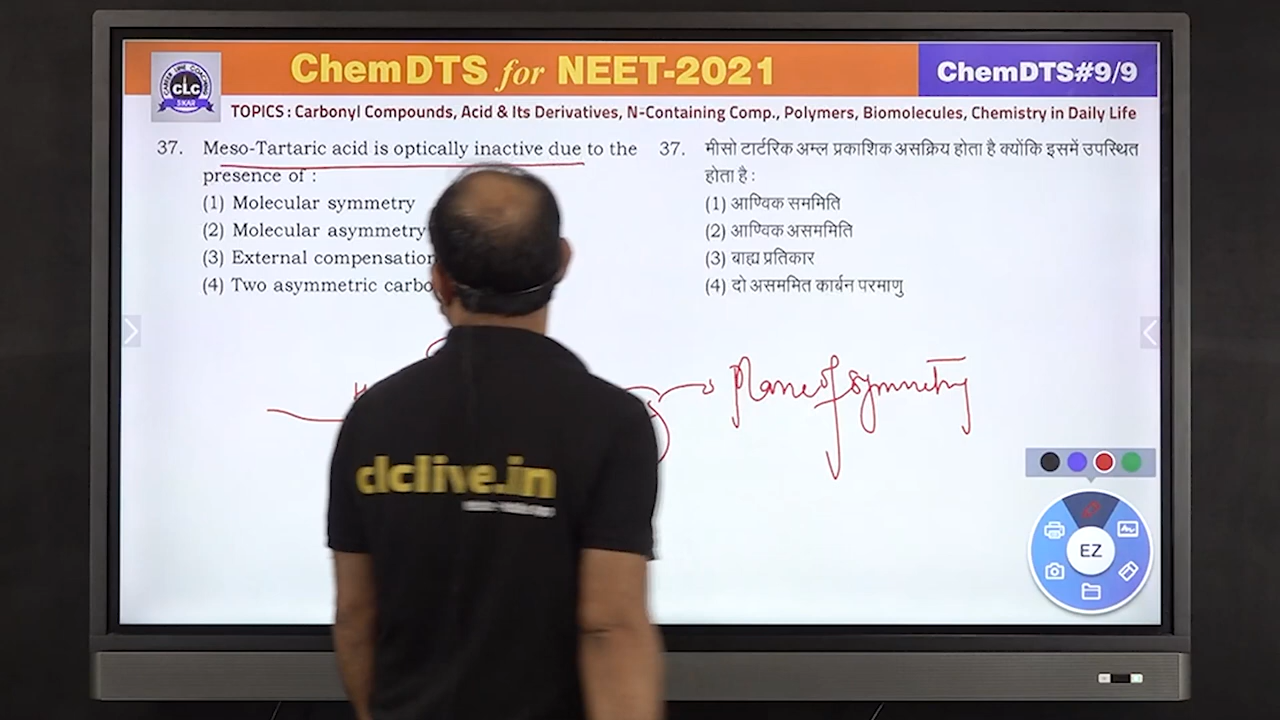 ChemDTS for NEET-2021
ChemDTS#9/9
CLC
SIKAR
TOPICS : Carbonyl Compounds, Acid & Its Derivatives, N-Containing Comp., Polymers, Biomolecules, Chemistry in Daily Life
37. Meso-Tartaric acid is optically inactive due to the
presence of :
(1) Molecular symmetry
(2) Molecular asymmetry
(3) External compensation
(4) Two asymmetric
37. मीसो टार्टरिक अम्ल प्रकाशिक असक्रिय होता है क्योंकि इसमें उपस्थित
होता है :
(1) आण्विक सममिति
(2) आण्विक असममिति
(3) बाह्य प्रतिकार
(4) दो असममित कार्बन परमाणु
Plane of symmetry
clclive.in
EZ